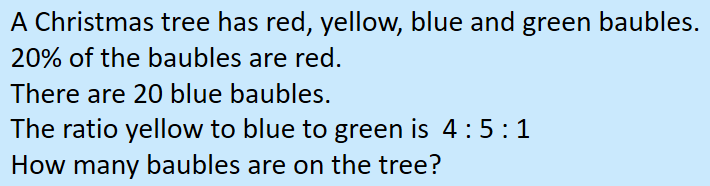 A Christmas tree has red, yellow, blue and green baubles.
20% of the baubles are red.
There are 20 blue baubles.
The ratio yellow to blue to green is 4 : 5 : 1
How many baubles are on the tree?